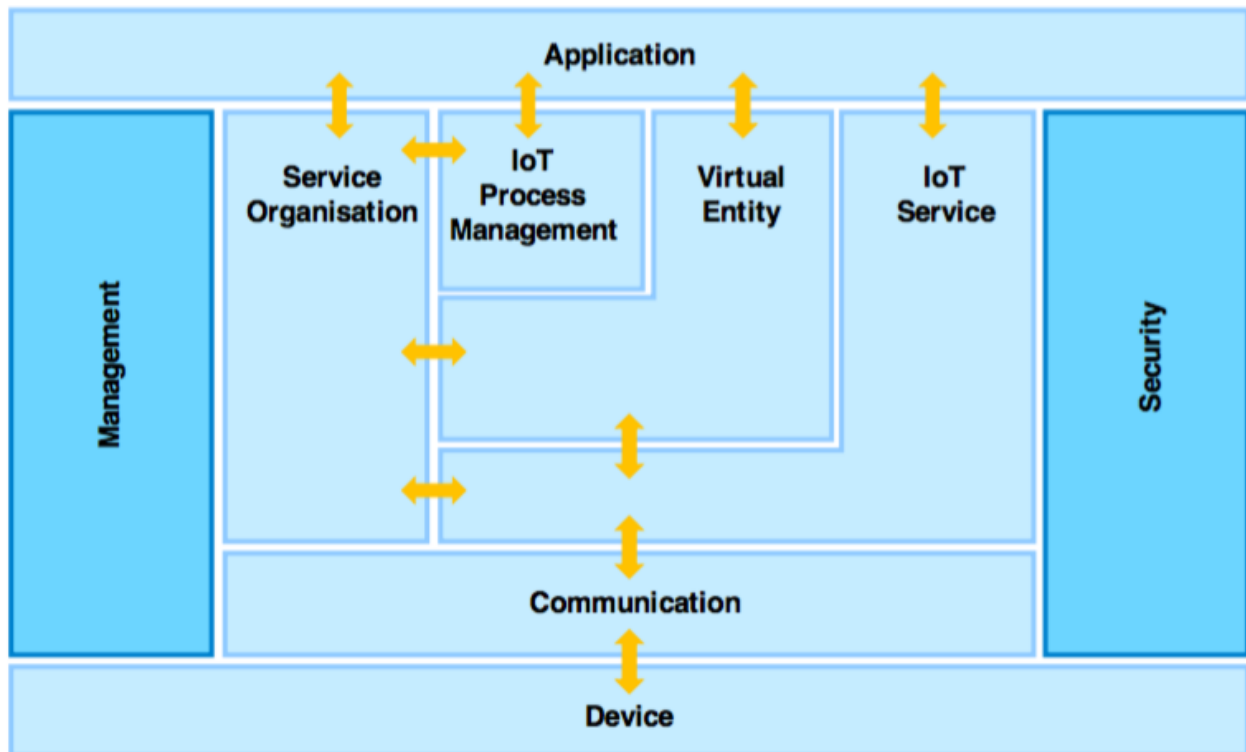 Application
Service
Organisation
IoT
Process
Management
Virtual
Entity
IoT
Service
Management
Security
Communication
Device